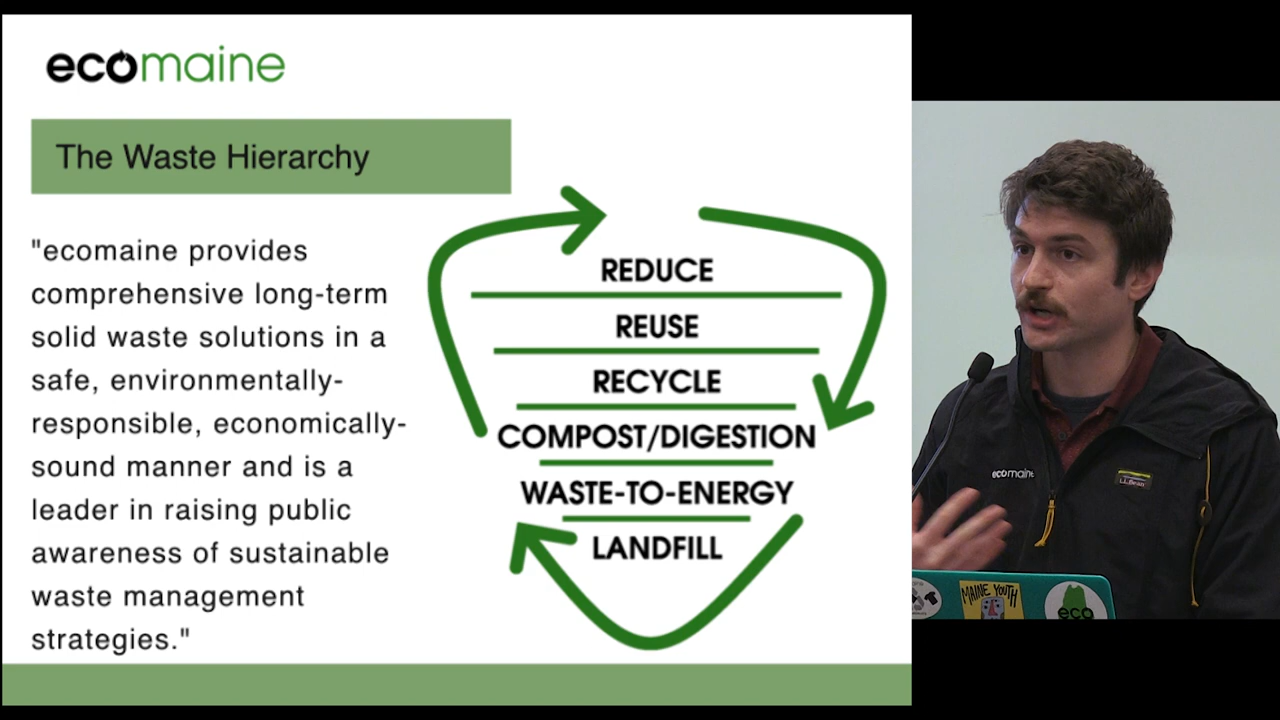 ecomaine
The Waste Hierarchy
"ecomaine provides
comprehensive long-term
solid waste solutions in a
safe, environmentally-
responsible, economically-
sound manner and is a
leader in raising public
awareness of sustainable
waste management
strategies."
REDUCE
REUSE
RECYCLE
COMPOST/DIGESTION
WASTE-TO-ENERGY
LANDFILL
ecomaine
L.L.Bean
MAINE YOUTH
eco